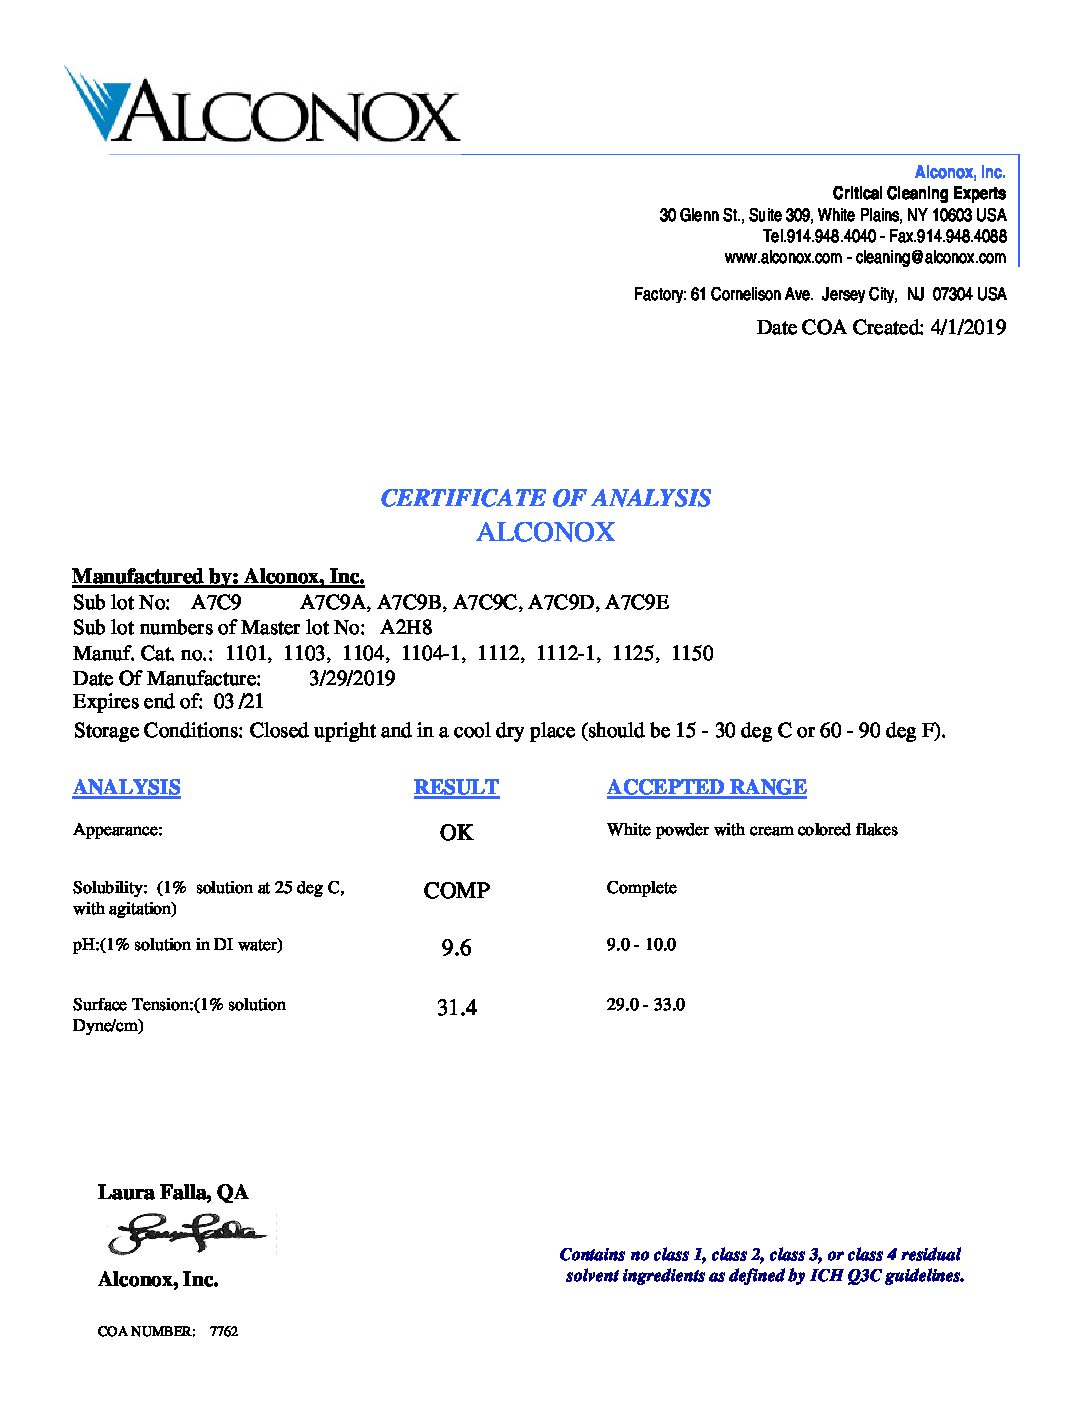 ALCONOX
Alconox, Inc.
Critical Cleaning Experts
30 Glenn St., Suite 309, White Plains, NY 10603 USA
Tel.914.948.4040 - Fax.914.948.4088
www.alconox.com - cleaning@alconox.com
Factory: 61 Cornelison Ave. Jersey City, NJ 07304 USA
Date COA Created: 4/1/2019
CERTIFICATE OF ANALYSIS
ALCONOX
Manufactured by: Alconox, Inc.
Sub lot No: A7C9 A7C9A, A7C9B, A7C9C, A7C9D, A7C9E
Sub lot numbers of Master lot No: A2H8
Manuf. Cat. no.: 1101, 1103, 1104, 1104-1, 1112, 1112-1, 1125, 1150
Date Of Manufacture: 3/29/2019
Expires end of: 03 /21
Storage Conditions: Closed upright and in a cool dry place (should be 15 - 30 deg C or 60 - 90 deg F).
ANALYSIS RESULT ACCEPTED RANGE
Appearance: OK White powder with cream colored flakes
Solubility: (1% solution at 25 deg C, COMP Complete
with agitation)
pH:(1% solution in DI water) 9.6 9.0 - 10.0
Surface Tension:(1% solution 31.4 29.0 - 33.0
Dyne/cm)
Laura Falla, QA
Laura Falla
Contains no class 1, class 2, class 3, or class 4 residual
solvent ingredients as defined by ICH Q3C guidelines.
Alconox, Inc.
COA NUMBER: 7762